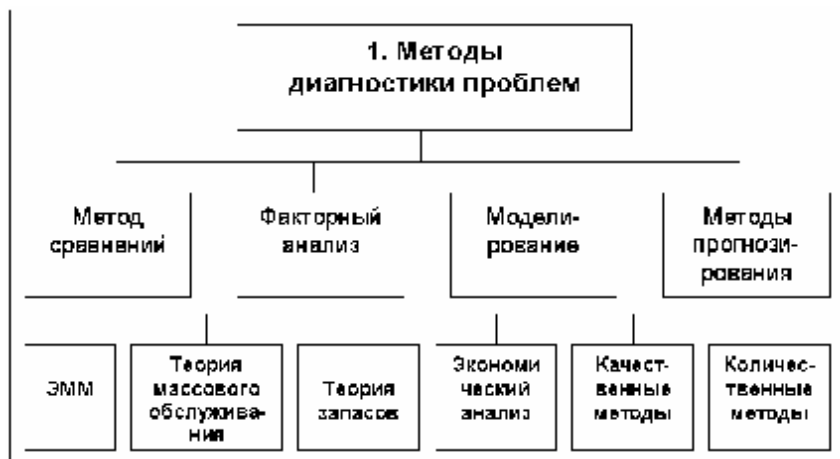 1. Методы
диагностики проблем
Метод
сравнений
Факторный
анализ
Модели-
рование
Методы
прогнози-
рования
ЭММ
Теория
массового
обслужива-
ния
Теория
запасов
Экономи
ческий
анализ
Качест-
венные
методы
Количес-
твенные
методы